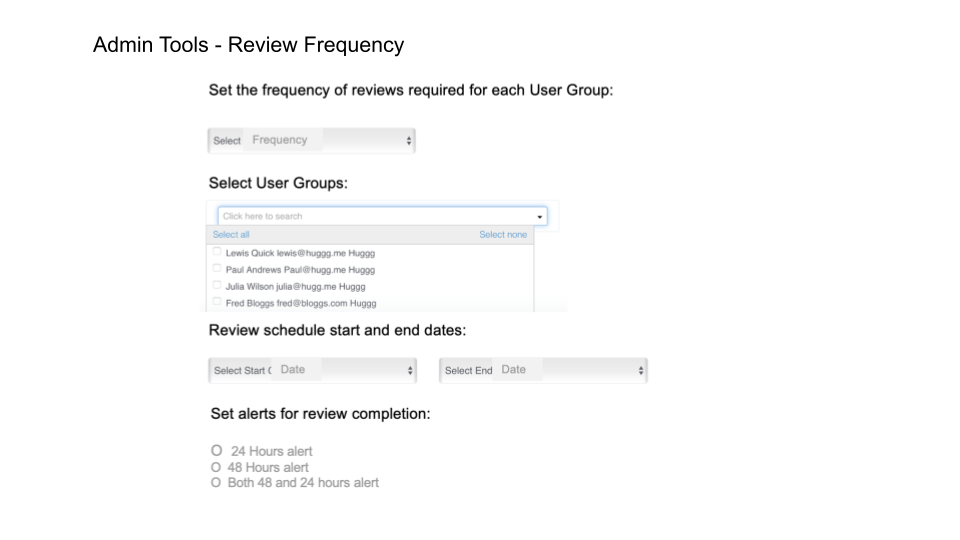 Admin Tools - Review Frequency
Set the frequency of reviews required for each User Group:
Select Frequency
Select User Groups:
Click here to search
Select all Select none
Lewis Quick lewis@huggg.me Huggg
Paul Andrews Paul@hugg.me Huggg
Julia Wilson julia@hugg.me Huggg
Fred Bloggs fred@bloggs.com Huggg
Review schedule start and end dates:
Select Start Date Select End Date
Set alerts for review completion:
O 24 Hours alert
O 48 Hours alert
O Both 48 and 24 hours alert